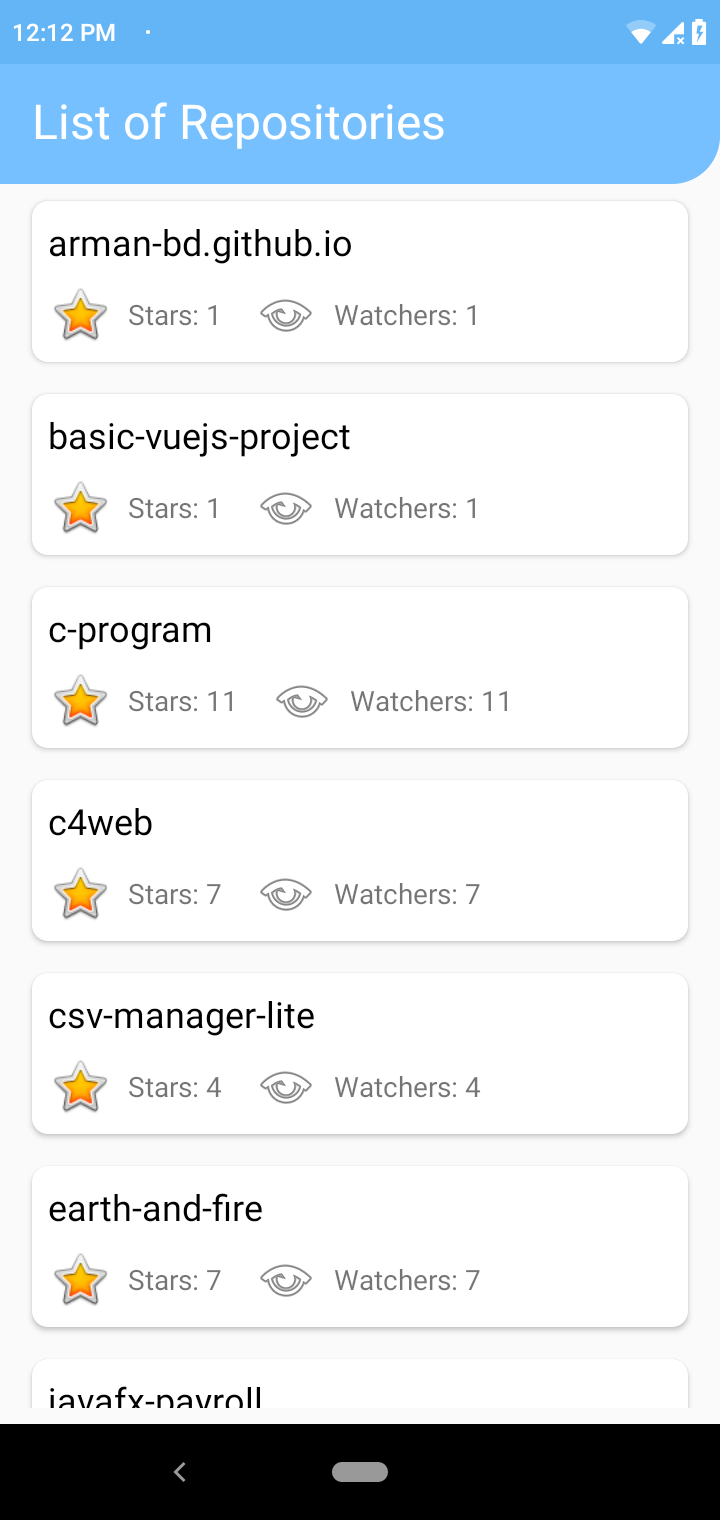 12:12 PM
List of Repositories
arman-bd.github.io
Stars: 1 Watchers: 1
basic-vuejs-project
Stars: 1 Watchers: 1
c-program
Stars: 11 Watchers: 11
c4web
Stars: 7 Watchers: 7
csv-manager-lite
Stars: 4 Watchers: 4
earth-and-fire
Stars: 7 Watchers: 7
javafx-payroll